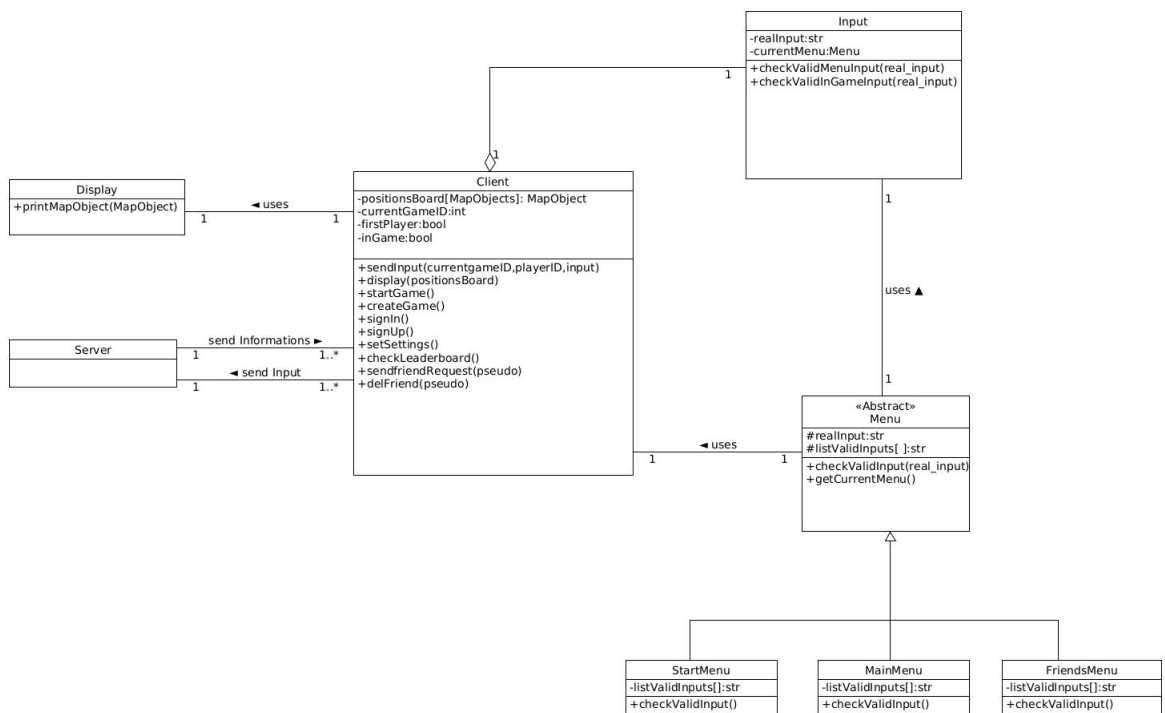 Input
-realInput:str
-currentMenu:Menu
+checkValidMenuInput(real_input)
+checkValidInGameInput(real_input)
1
1
Client
-positionsBoard[MapObjects]: MapObject
-currentGameID:int
-firstPlayer:bool
-inGame:bool
+sendInput(currentgameID,playerID,input)
+display(positionsBoard)
+startGame()
+createGame()
+signIn()
+signUp()
+setSettings()
+checkLeaderboard()
+sendfriendRequest(pseudo)
+delFriend(pseudo)
Display
+printMapObject(MapObject)
◄ uses
1
1
Server
send Informations ►
1
1..*
◄ send Input
1
1..*
1
uses ▲
1
«Abstract»
Menu
#realInput:str
#listValidInputs[ ]:str
+checkValidInput(real_input)
+getCurrentMenu()
◄ uses
1
1
StartMenu
-listValidInputs[]:str
+checkValidInput()
MainMenu
-listValidInputs[]:str
+checkValidInput()
FriendsMenu
-listValidInputs[]:str
+checkValidInput()